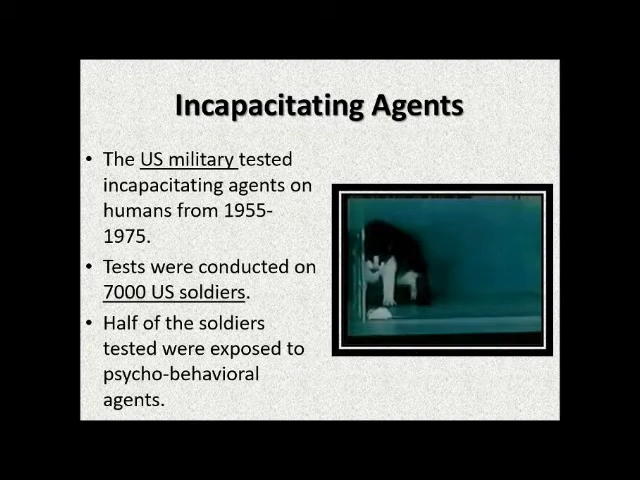 Incapacitating Agents
• The US military tested
incapacitating agents on
humans from 1955-
1975.
• Tests were conducted on
7000 US soldiers.
• Half of the soldiers
tested were exposed to
psycho-behavioral
agents.